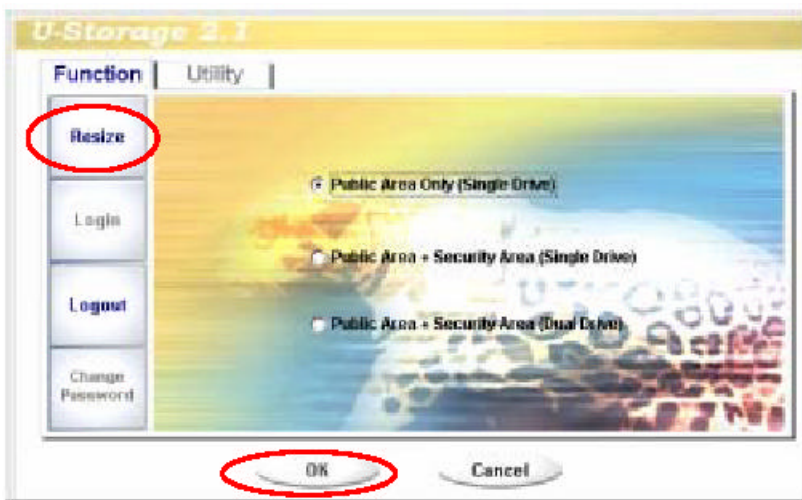 U-Storage 2.1
Function Utility
Resize
Login
Logout
Change
Password
Public Area Only (Single Drive)
Public Area + Security Area (Single Drive)
Public Area + Security Area (Dual Drive)
OK Cancel